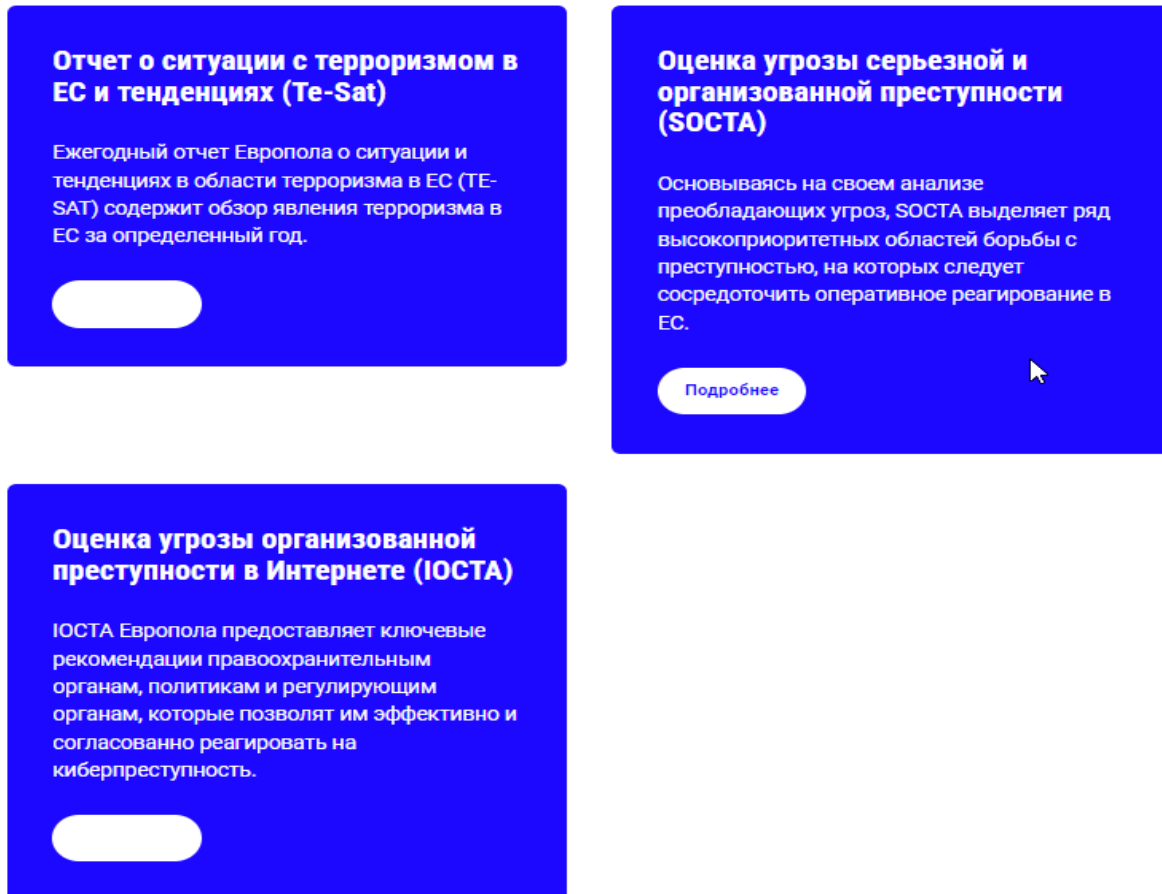 Отчет о ситуации с терроризмом в
ЕС и тенденциях (Te-Sat)
Ежегодный отчет Европола о ситуации и
тенденциях в области терроризма в ЕС (TE-
SAT) содержит обзор явления терроризма в
ЕС за определенный год.
Оценка угрозы серьезной и
организованной преступности
(SOCTA)
Основываясь на своем анализе
преобладающих угроз, SOCTA выделяет ряд
высокоприоритетных областей борьбы с
преступностью, на которых следует
сосредоточить оперативное реагирование в
ЕС.
Подробнее
Оценка угрозы организованной
преступности в Интернете (IOCTA)
IOCTA Европола предоставляет ключевые
рекомендации правоохранительным
органам, политикам и регулирующим
органам, которые позволят им эффективно и
согласованно реагировать на
киберпреступность.